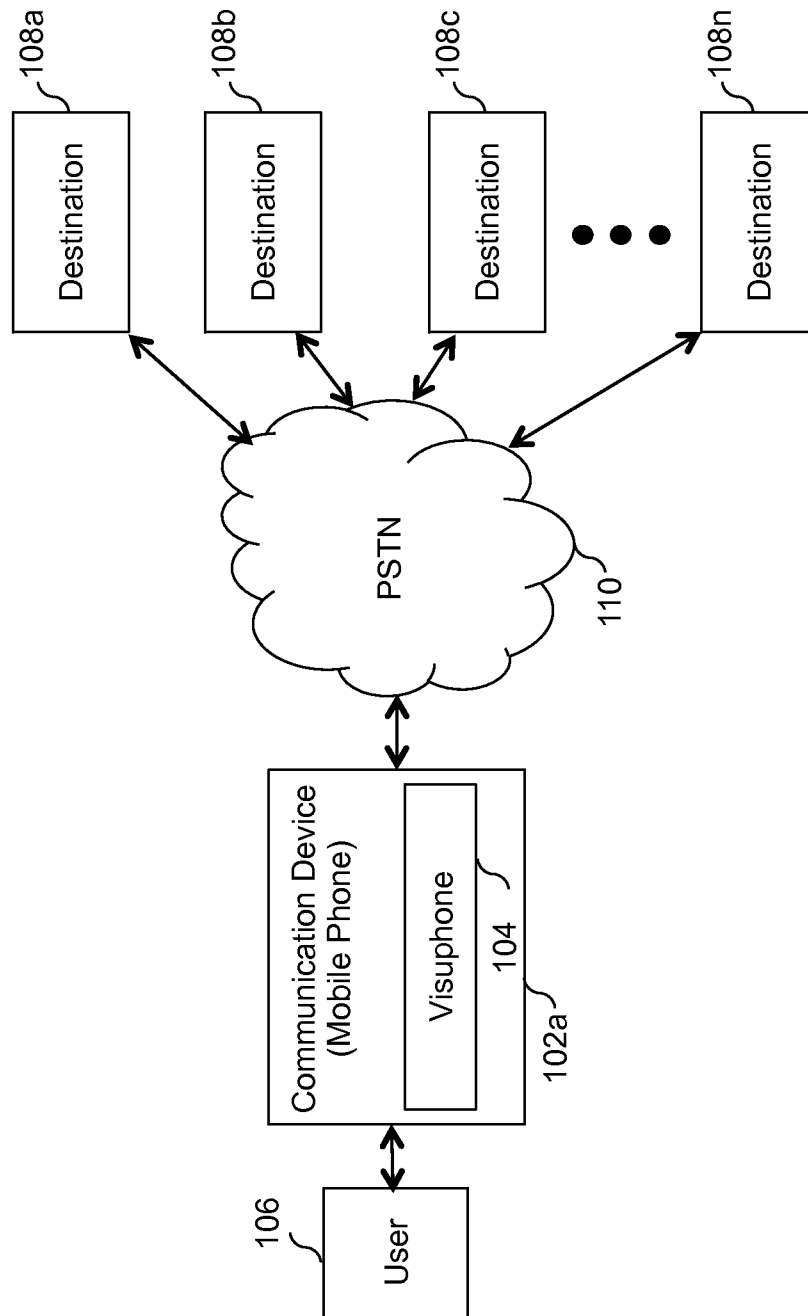 106
User
Communication Device
(Mobile Phone)
Visuphone
104
102a
PSTN
110
Destination
108a
Destination
108b
Destination
108c
Destination
108n